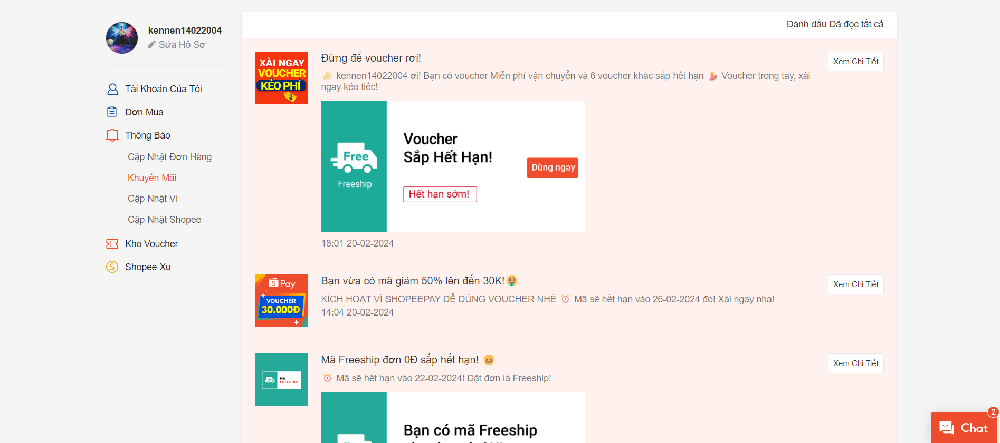 kennen14022004
Sửa Hồ Sơ
Tài Khoản Của Tôi
Đơn Mua
Thông Báo
Cập Nhật Đơn Hàng
Khuyến Mãi
Cập Nhật Ví
Cập Nhật Shopee
Kho Voucher
Shopee Xu
Đánh dấu Đã đọc tất cả
XÀI NGAY
VOUCHER
KẺO PHÍ
%
Đừng để voucher rơi!
kennen14022004 ơi! Bạn có voucher Miễn phí vận chuyển và 6 voucher khác sắp hết hạn 💃 Voucher trong tay, xài
ngay kẻo tiếc!
Xem Chi Tiết
Free
Freeship
Voucher
Sắp Hết Hạn!
Hết hạn sớm!
Dùng ngay
18:01 20-02-2024
S Pay
VOUCHER
30.000Đ
Bạn vừa có mã giảm 50% lên đến 30K!🤑
KÍCH HOẠT VÍ SHOPEEPAY ĐỂ DÙNG VOUCHER NHÉ ⏰ Mã sẽ hết hạn vào 26-02-2024 đó! Xài ngay nha!
14:04 20-02-2024
Xem Chi Tiết
MÃ
FREESHIP
Mã Freeship đơn 0Đ sắp hết hạn! 😖
⏰ Mã sẽ hết hạn vào 22-02-2024! Đặt đơn là Freeship!
Xem Chi Tiết
Bạn có mã Freeship
2
Chat